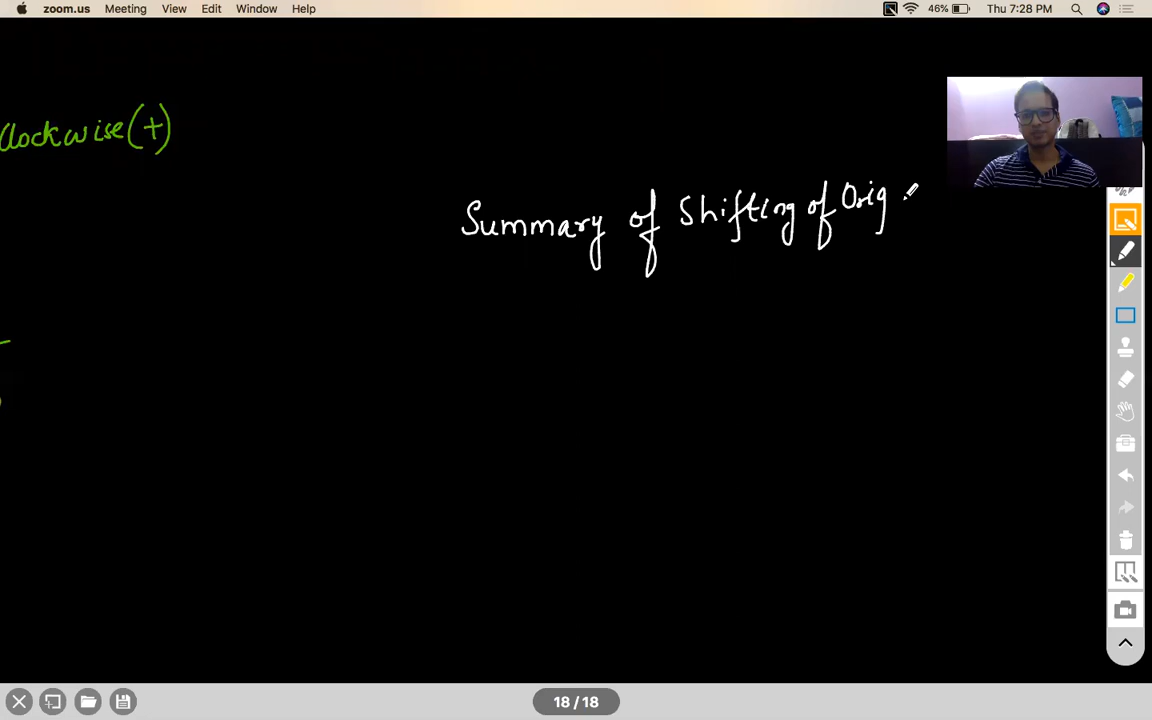 zoom.us Meeting View Edit Window Help 46% Thu 7:28 PM
clockwise(+)
Summary of Shifting of Orig
18 / 18